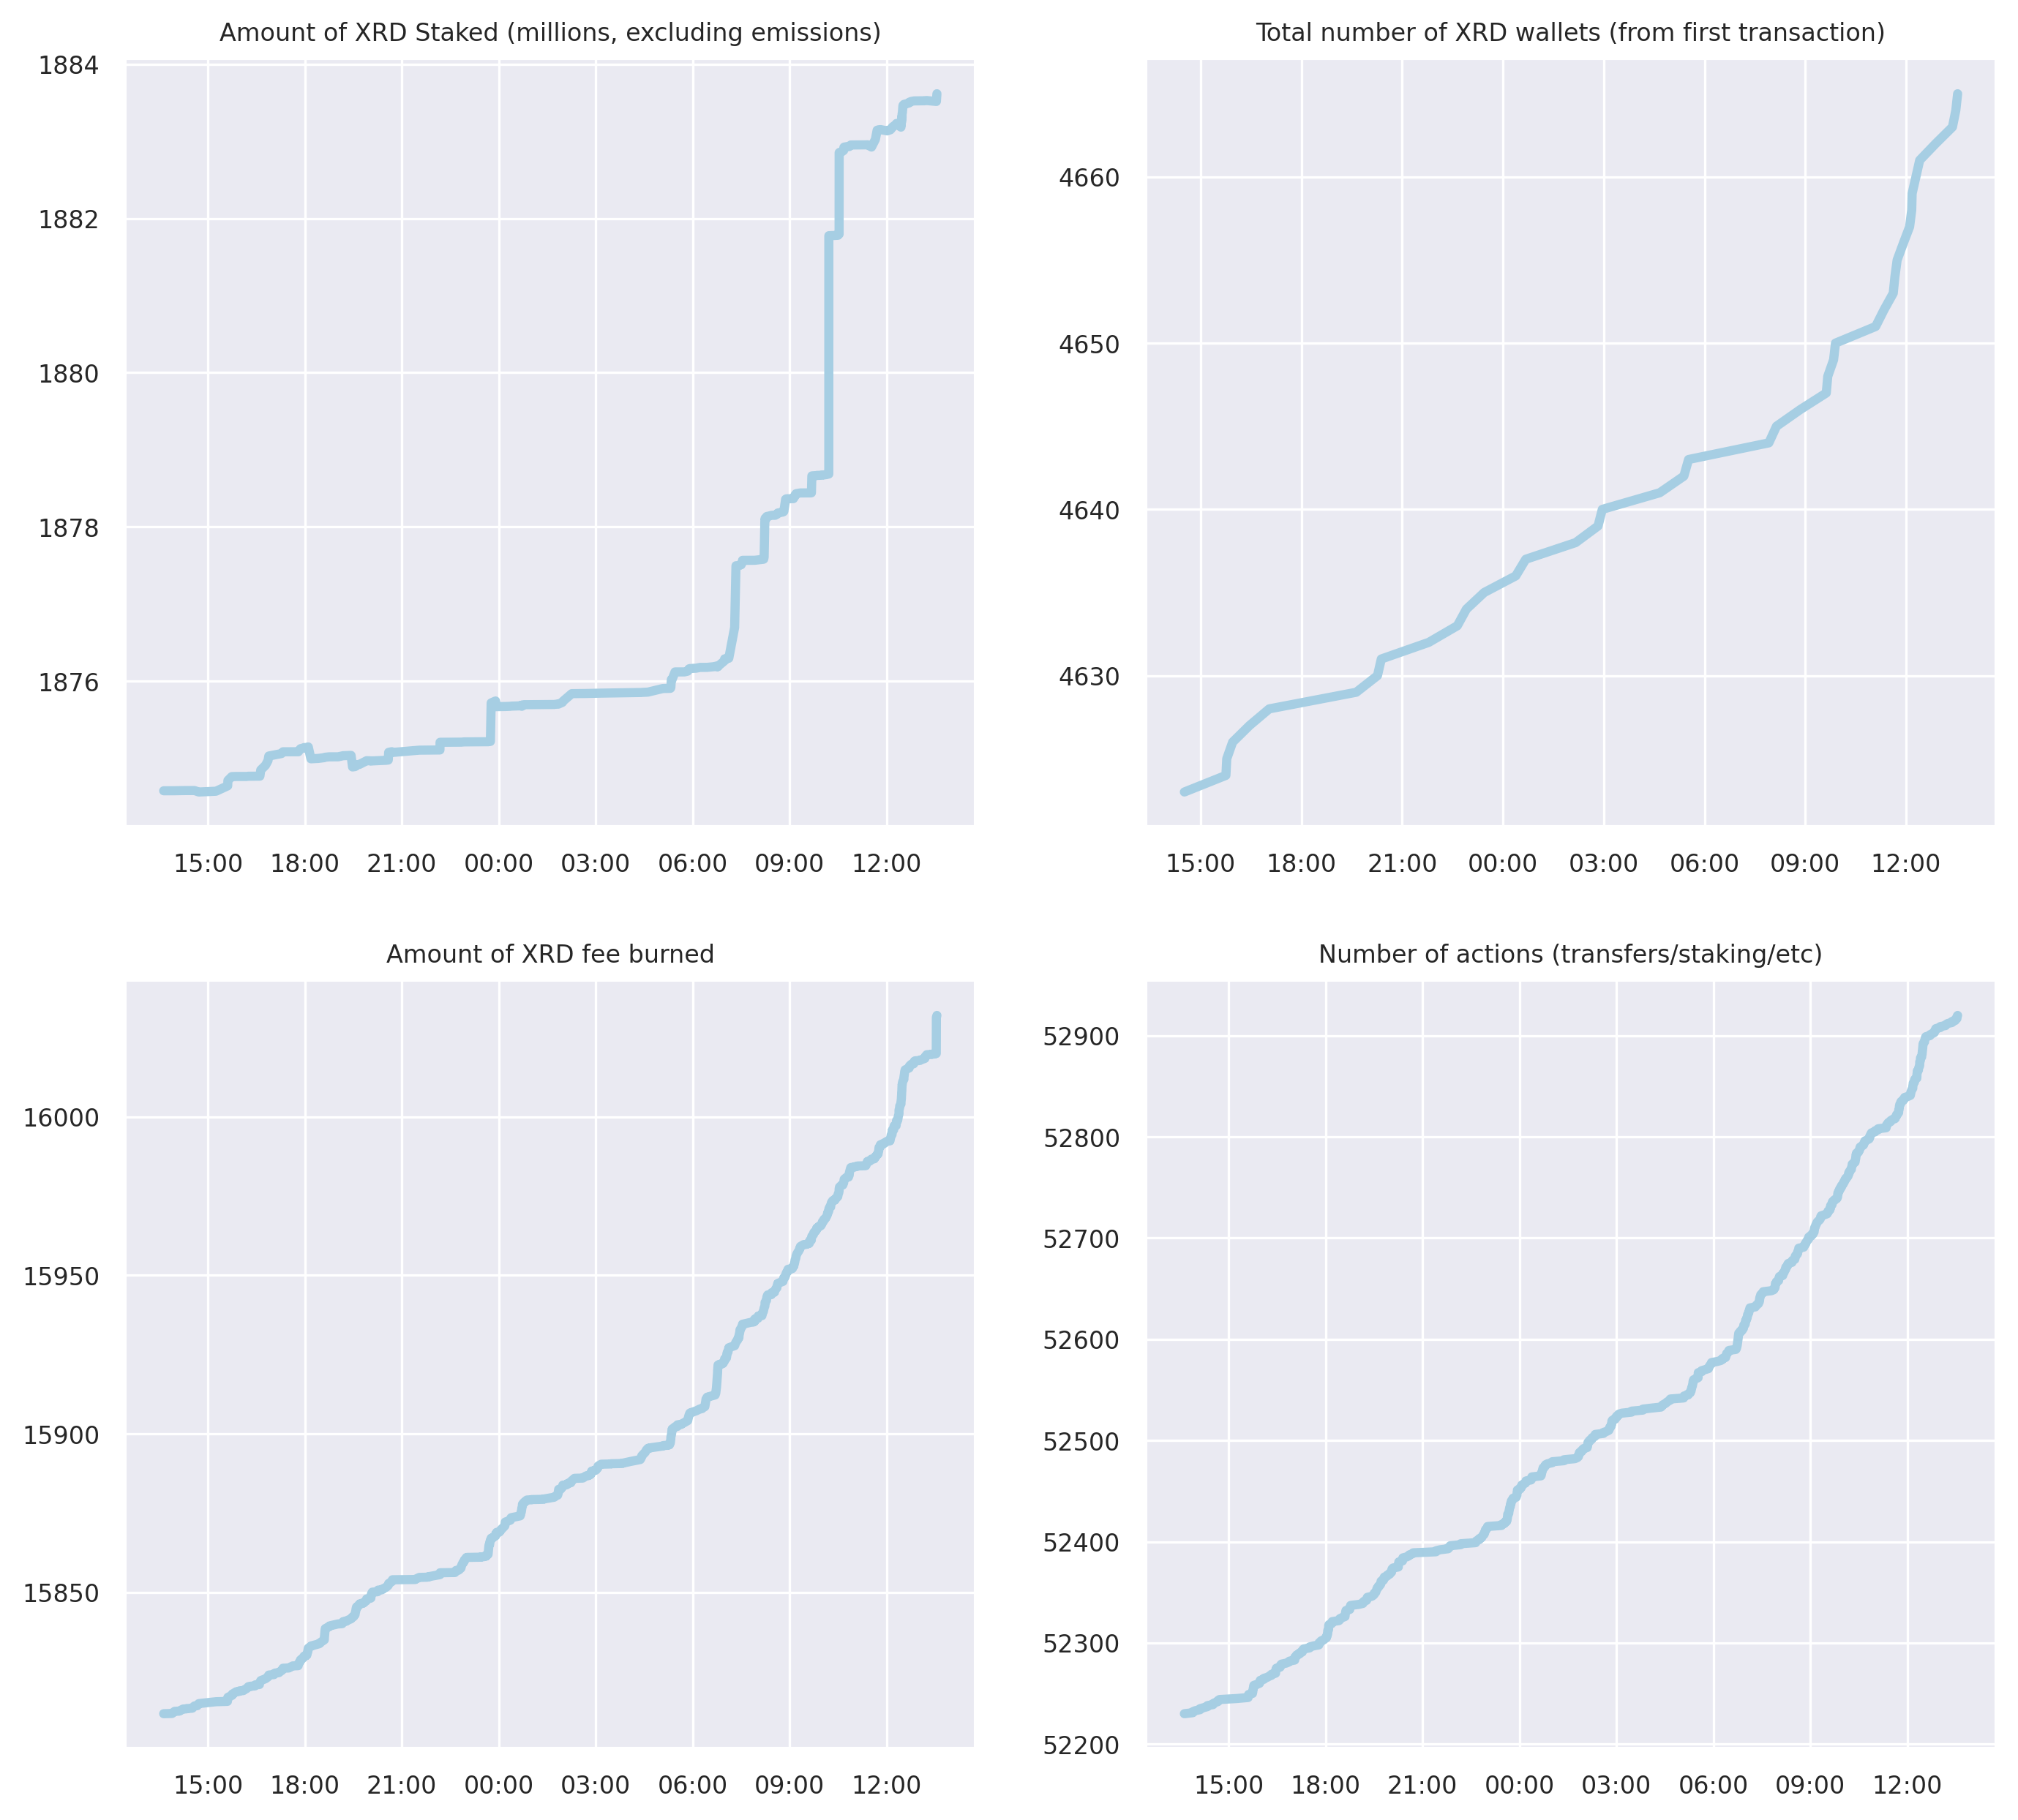 Amount of XRD Staked (millions, excluding emissions)
1884
1882
1880
1878
1876
15:00 18:00 21:00 00:00 03:00 06:00 09:00 12:00
Total number of XRD wallets (from first transaction)
4660
4650
4640
4630
15:00 18:00 21:00 00:00 03:00 06:00 09:00 12:00
Amount of XRD fee burned
16000
15950
15900
15850
15:00 18:00 21:00 00:00 03:00 06:00 09:00 12:00
Number of actions (transfers/staking/etc)
52900
52800
52700
52600
52500
52400
52300
52200
15:00 18:00 21:00 00:00 03:00 06:00 09:00 12:00